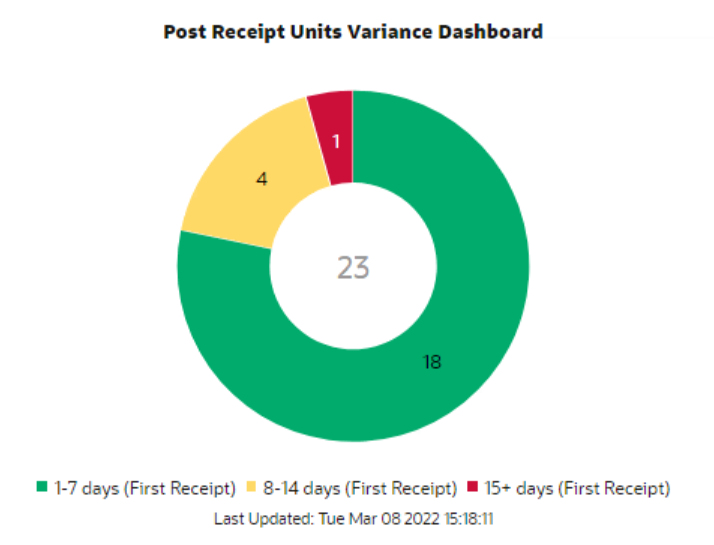 Post Receipt Units Variance Dashboard
1
4
23
18
1-7 days (First Receipt) 8-14 days (First Receipt) 15+ days (First Receipt)
Last Updated: Tue Mar 08 2022 15:18:11